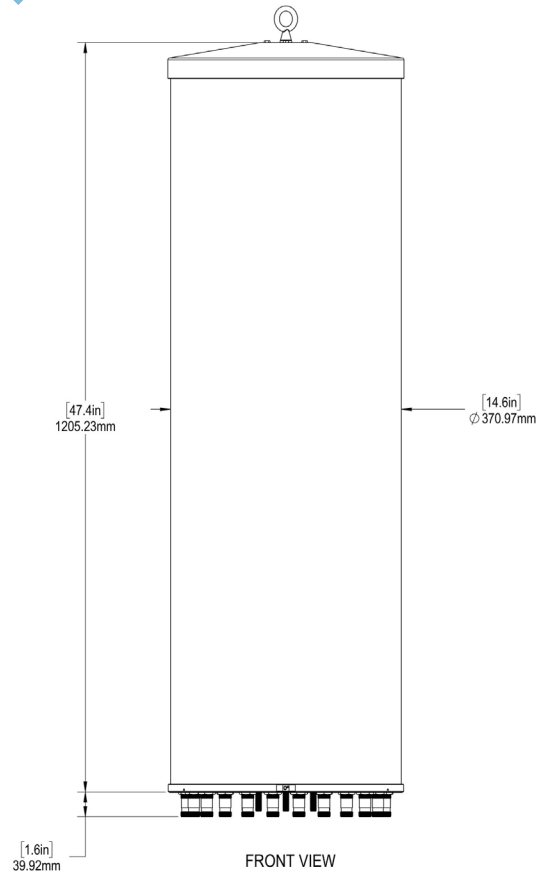 [47.4in]
1205.23mm
[14.6in]
∅ 370.97mm
[1.6in]
39.92mm
FRONT VIEW